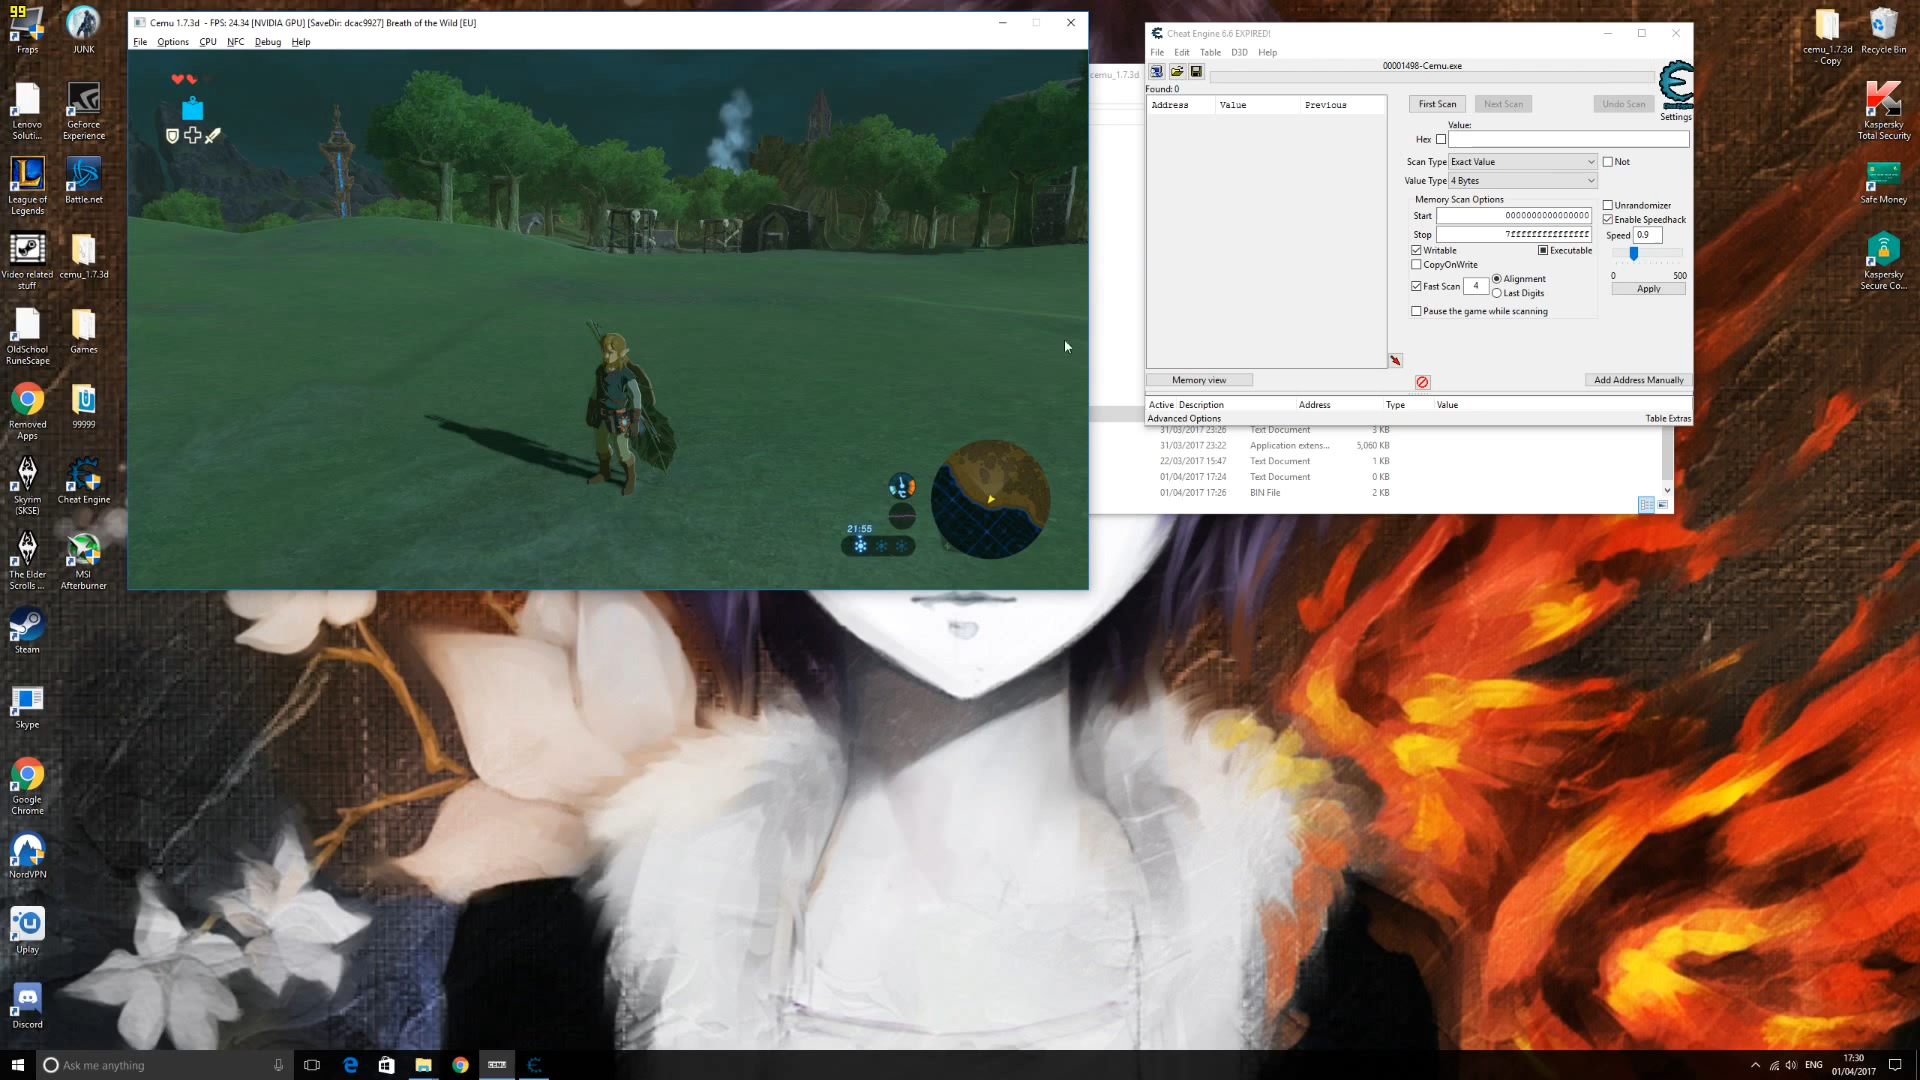 99
Fraps
JUNK
Lenovo Soluti...
GeForce Experience
League of Legends
Battle.net
Video related stuff
cemu_1.7.3d
OldSchool RuneScape
Games
Removed Apps
99999
Skyrim (SKSE)
Cheat Engine
The Elder Scrolls ...
MSI Afterburner
Steam
Skype
Google Chrome
NordVPN
Uplay
Discord
Cemu 1.7.3d - FPS: 24.34 [NVIDIA GPU] [SaveDir: dcac9927] Breath of the Wild [EU]
File Options CPU NFC Debug Help
21:55
cemu_1.7.3d
Cheat Engine 6.6 EXPIRED!
File Edit Table D3D Help
00001498-Cemu.exe
Found: 0
Address Value Previous
First Scan Next Scan Undo Scan
Settings
Value:
Hex
Scan Type Exact Value Not
Value Type 4 Bytes
Memory Scan Options
Start 0000000000000000
Stop 7fffffffffffffff
Writable Executable
CopyOnWrite
Fast Scan 4 Alignment
Last Digits
Pause the game while scanning
Unrandomizer
Enable Speedhack
Speed 0.9
0 500
Apply
Memory view Add Address Manually
Active Description Address Type Value
Advanced Options Table Extras
31/03/2017 23:26 Text Document 3 KB
31/03/2017 23:22 Application extens... 5,060 KB
22/03/2017 15:47 Text Document 1 KB
01/04/2017 17:24 Text Document 0 KB
01/04/2017 17:26 BIN File 2 KB
cemu_1.7.3d - Copy
Recycle Bin
Kaspersky Total Security
Safe Money
Kaspersky Secure Co...
Ask me anything
CEMU
ENG
17:30
01/04/2017